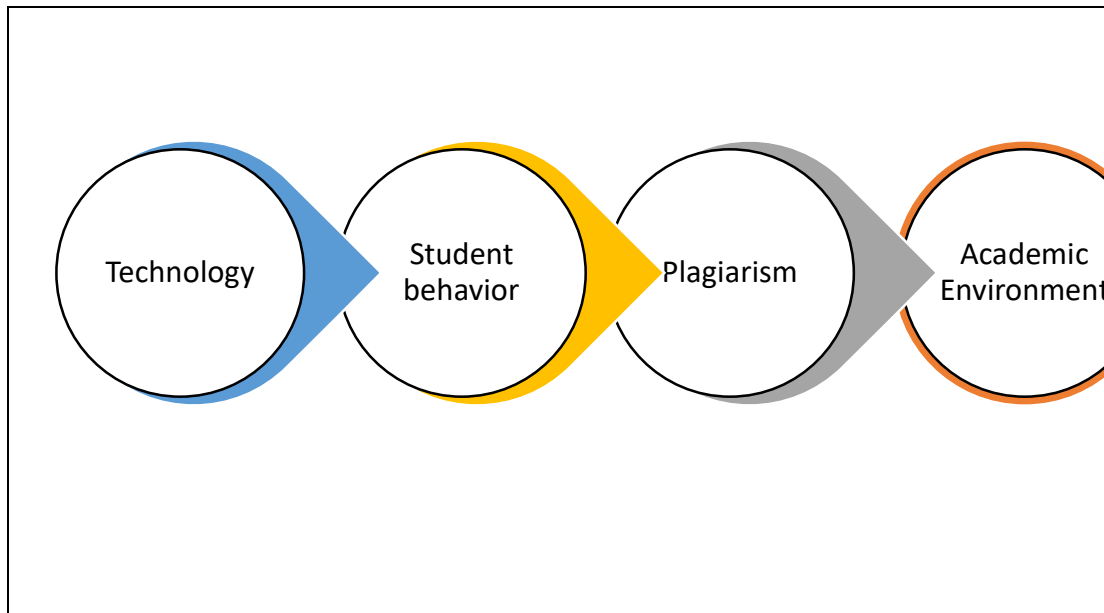 Technology
Student
behavior
Plagiarism
Academic
Environment